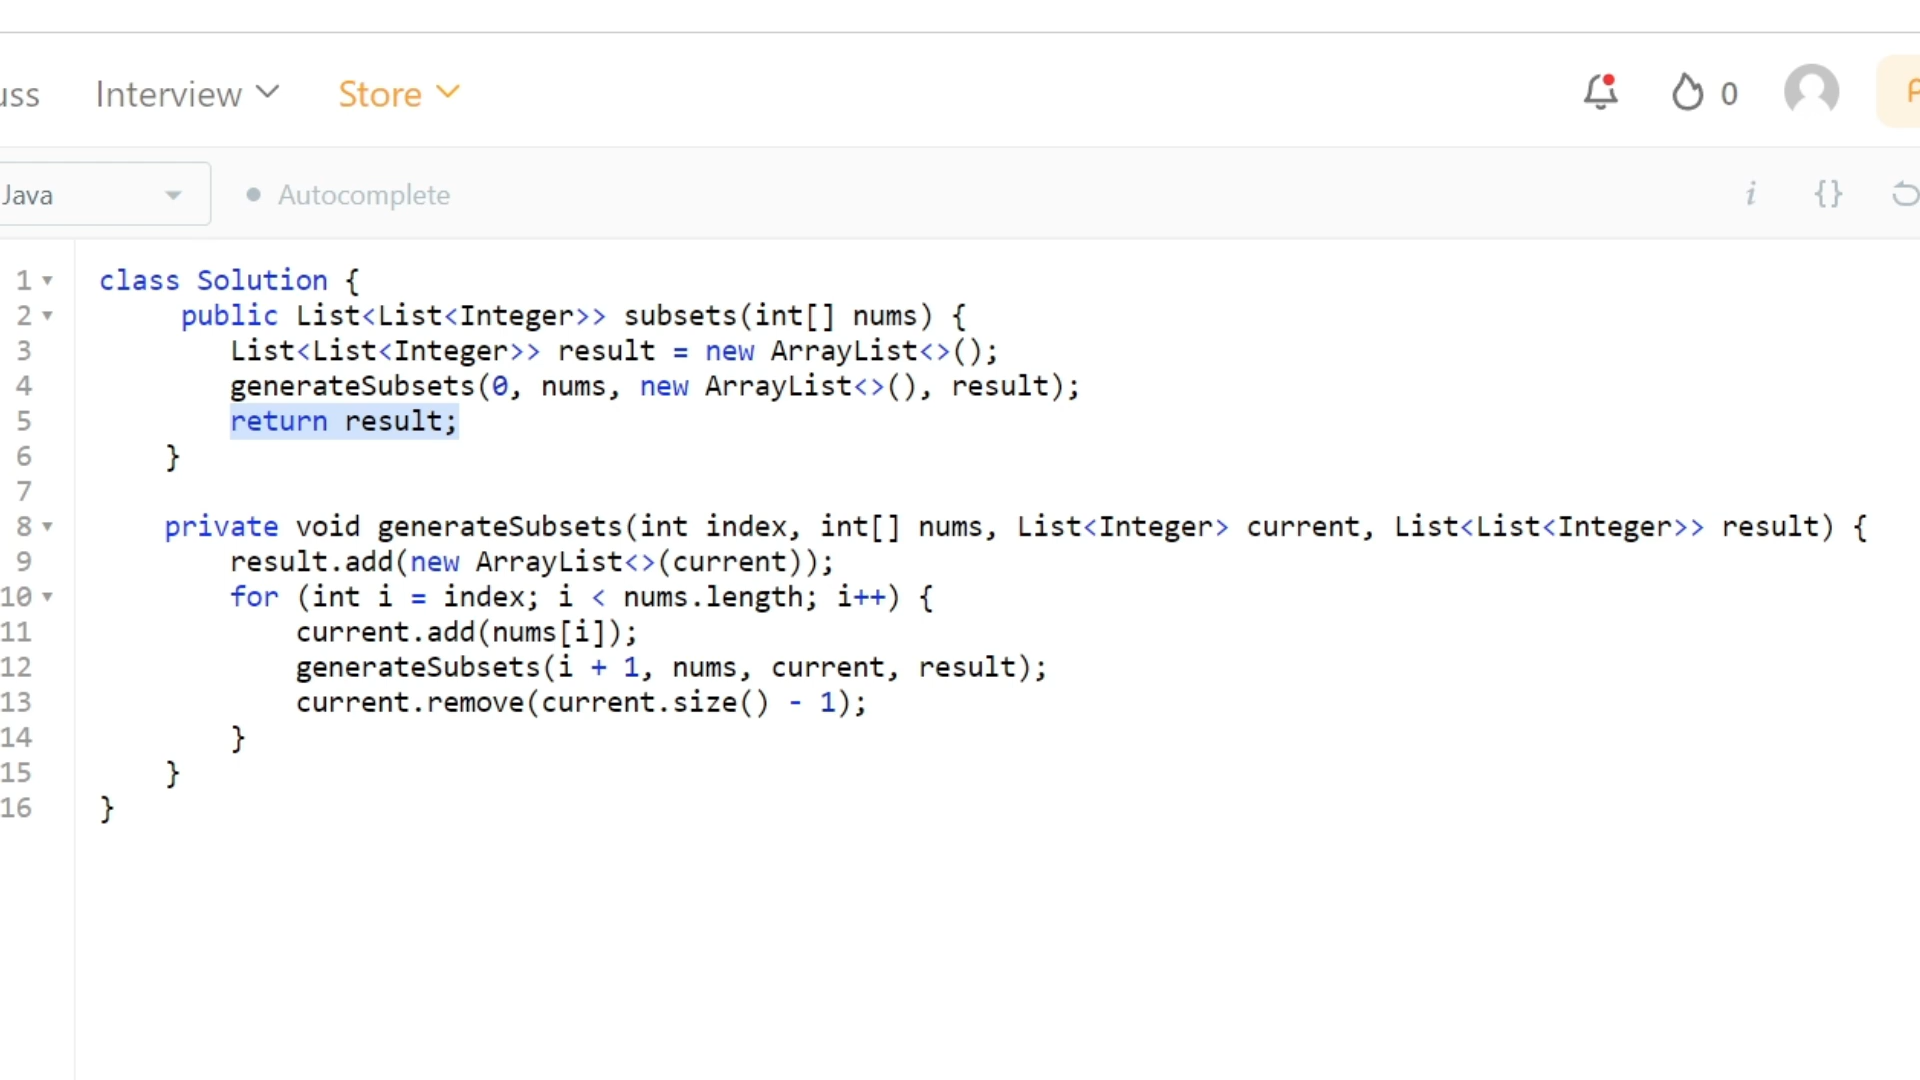 uss Interview Store 0
Java Autocomplete i {}
1 class Solution {
2 public List<List<Integer>> subsets(int[] nums) {
3 List<List<Integer>> result = new ArrayList<>();
4 generateSubsets(0, nums, new ArrayList<>(), result);
5 return result;
6 }
7
8 private void generateSubsets(int index, int[] nums, List<Integer> current, List<List<Integer>> result) {
9 result.add(new ArrayList<>(current));
10 for (int i = index; i < nums.length; i++) {
11 current.add(nums[i]);
12 generateSubsets(i + 1, nums, current, result);
13 current.remove(current.size() - 1);
14 }
15 }
16 }